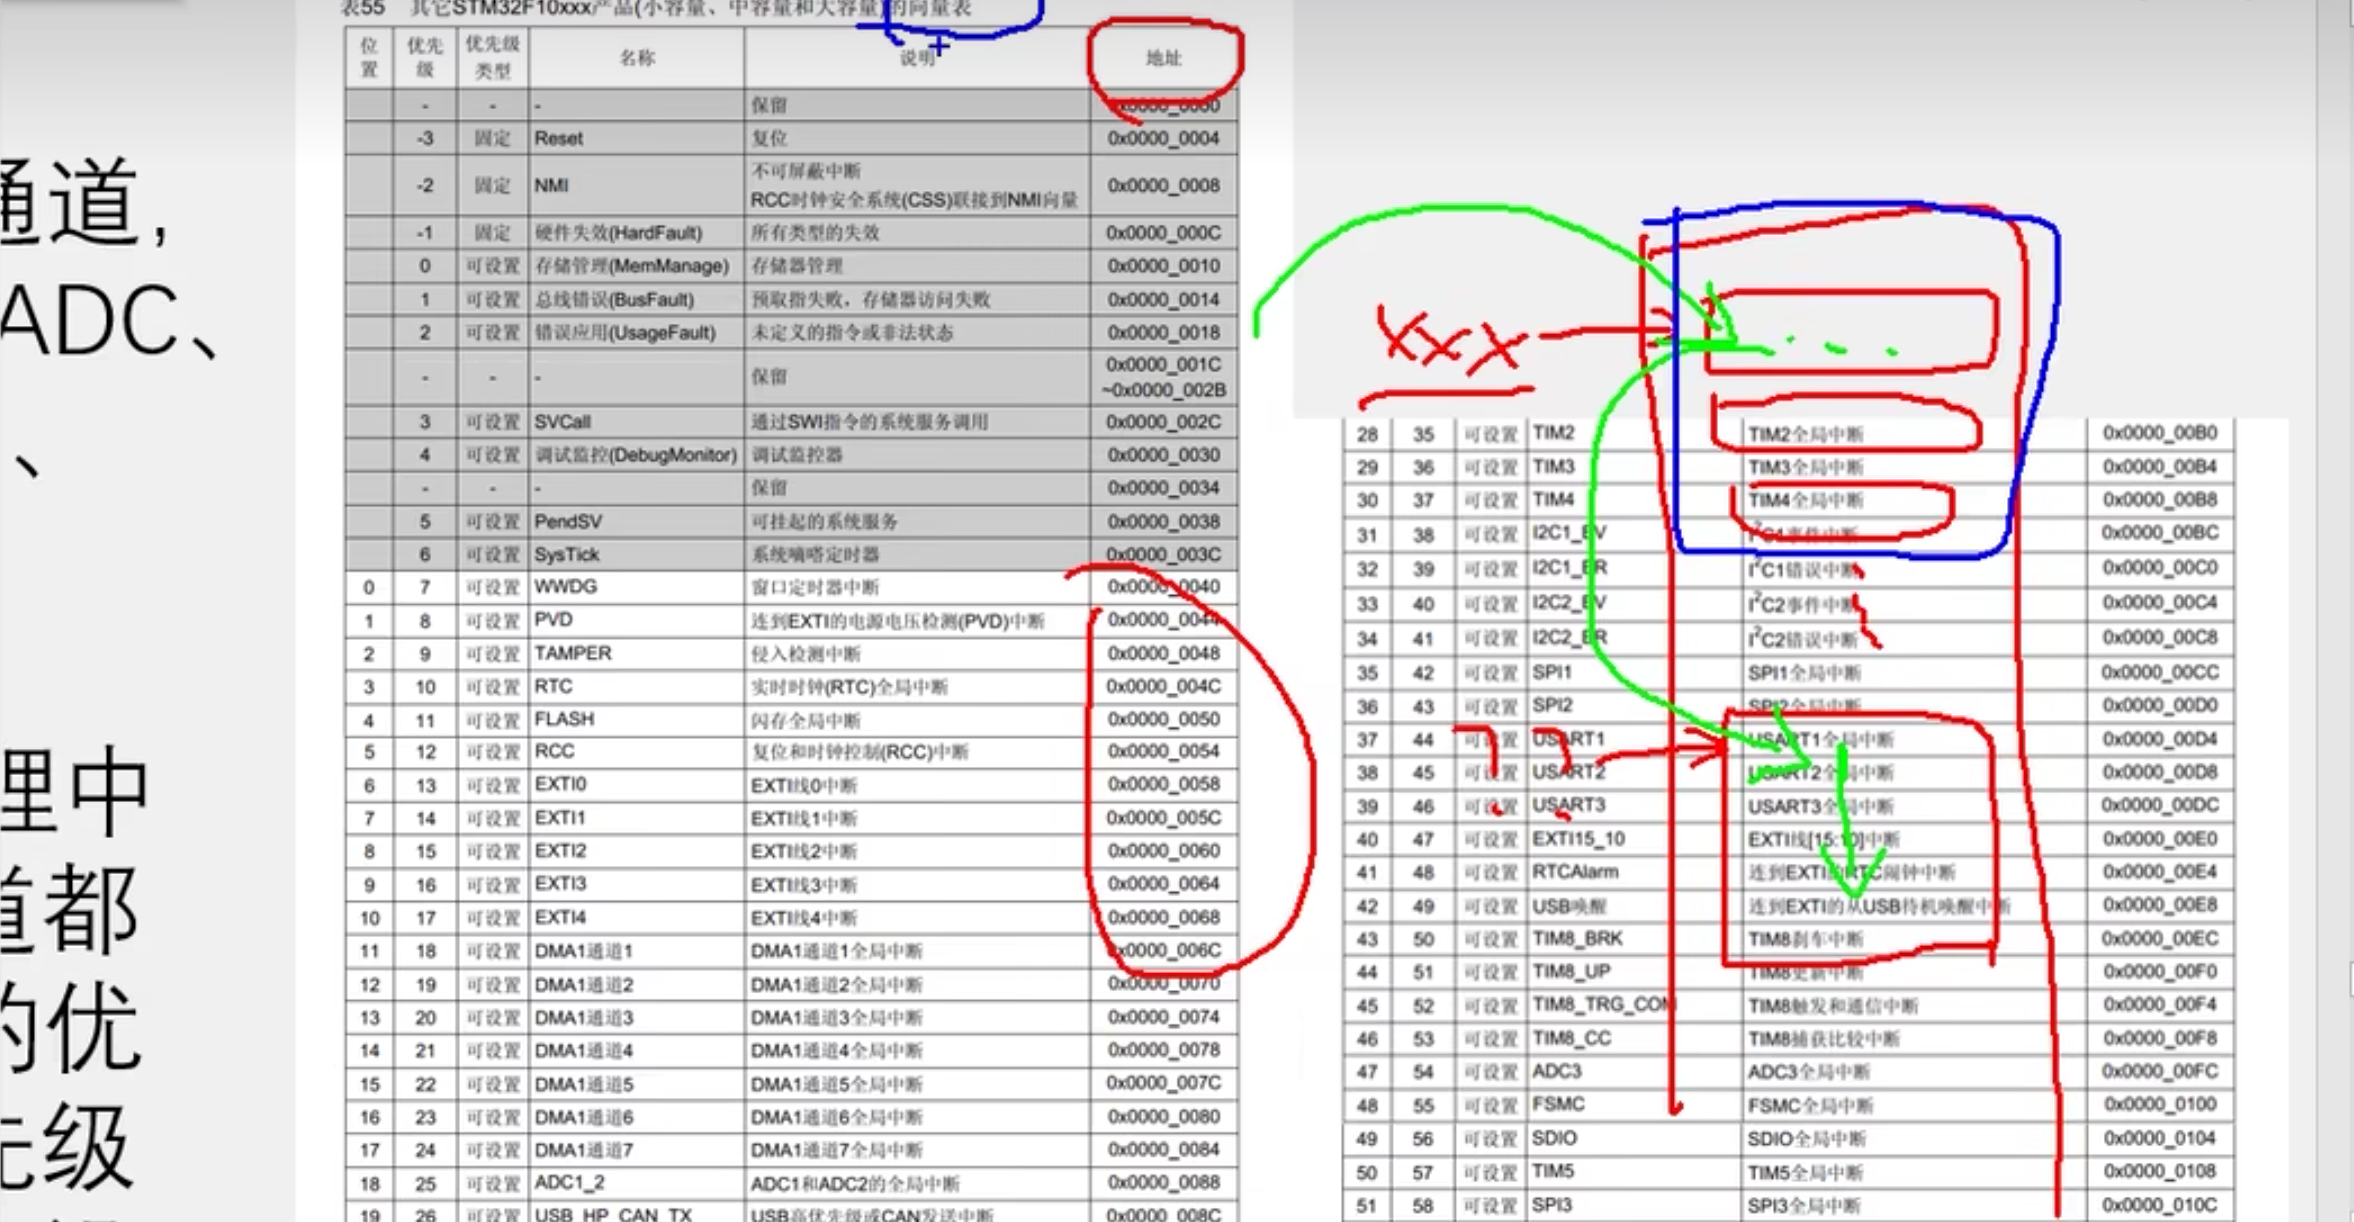 表55 其它STM32F10xxx产品(小容量、中容量和大容量)的向量表
位置 优先级 优先级类型 名称 说明 地址
- - - 保留
-3 固定 Reset 复位 0x0000_0004
-2 固定 NMI 不可屏蔽中断 RCC时钟安全系统(CSS)联接到NMI向量 0x0000_0008
-1 固定 硬件失效(HardFault) 所有类型的失效 0x0000_000C
0 可设置 存储管理(MemManage) 存储器管理 0x0000_0010
1 可设置 总线错误(BusFault) 预取指失败，存储器访问失败 0x0000_0014
2 可设置 错误应用(UsageFault) 未定义的指令或非法状态 0x0000_0018
- - - 保留 0x0000_001C ~0x0000_002B
3 可设置 SVCall 通过SWI指令的系统服务调用 0x0000_002C
4 可设置 调试监控(DebugMonitor) 调试监控器 0x0000_0030
- - - 保留 0x0000_0034
5 可设置 PendSV 可挂起的系统服务 0x0000_0038
6 可设置 SysTick 系统嘀嗒定时器 0x0000_003C
0 7 可设置 WWDG 窗口定时器中断 0x0000_0040
1 8 可设置 PVD 连到EXTI的电源电压检测(PVD)中断 0x0000_0044
2 9 可设置 TAMPER 侵入检测中断 0x0000_0048
3 10 可设置 RTC 实时时钟(RTC)全局中断 0x0000_004C
4 11 可设置 FLASH 闪存全局中断 0x0000_0050
5 12 可设置 RCC 复位和时钟控制(RCC)中断 0x0000_0054
6 13 可设置 EXTI0 EXTI线0中断 0x0000_0058
7 14 可设置 EXTI1 EXTI线1中断 0x0000_005C
8 15 可设置 EXTI2 EXTI线2中断 0x0000_0060
9 16 可设置 EXTI3 EXTI线3中断 0x0000_0064
10 17 可设置 EXTI4 EXTI线4中断 0x0000_0068
11 18 可设置 DMA1通道1 DMA1通道1全局中断 0x0000_006C
12 19 可设置 DMA1通道2 DMA1通道2全局中断 0x0000_0070
13 20 可设置 DMA1通道3 DMA1通道3全局中断 0x0000_0074
14 21 可设置 DMA1通道4 DMA1通道4全局中断 0x0000_0078
15 22 可设置 DMA1通道5 DMA1通道5全局中断 0x0000_007C
16 23 可设置 DMA1通道6 DMA1通道6全局中断 0x0000_0080
17 24 可设置 DMA1通道7 DMA1通道7全局中断 0x0000_0084
18 25 可设置 ADC1_2 ADC1和ADC2的全局中断 0x0000_0088
19 26 可设置 USB_HP_CAN_TX USB高优先级或CAN发送中断 0x0000_008C
xxx
28 35 可设置 TIM2 TIM2全局中断 0x0000_00B0
29 36 可设置 TIM3 TIM3全局中断 0x0000_00B4
30 37 可设置 TIM4 TIM4全局中断 0x0000_00B8
31 38 可设置 I2C1_EV I²C1事件中断 0x0000_00BC
32 39 可设置 I2C1_ER I²C1错误中断 0x0000_00C0
33 40 可设置 I2C2_EV I²C2事件中断 0x0000_00C4
34 41 可设置 I2C2_ER I²C2错误中断 0x0000_00C8
35 42 可设置 SPI1 SPI1全局中断 0x0000_00CC
36 43 可设置 SPI2 SPI2全局中断 0x0000_00D0
37 44 可设置 USART1 USART1全局中断 0x0000_00D4
38 45 可设置 USART2 USART2全局中断 0x0000_00D8
39 46 可设置 USART3 USART3全局中断 0x0000_00DC
40 47 可设置 EXTI15_10 EXTI线[15:10]中断 0x0000_00E0
41 48 可设置 RTCAlarm 连到EXTI的RTC闹钟中断 0x0000_00E4
42 49 可设置 USB唤醒 连到EXTI的从USB待机唤醒中断 0x0000_00E8
43 50 可设置 TIM8_BRK TIM8刹车中断 0x0000_00EC
44 51 可设置 TIM8_UP TIM8更新中断 0x0000_00F0
45 52 可设置 TIM8_TRG_COM TIM8触发和通信中断 0x0000_00F4
46 53 可设置 TIM8_CC TIM8捕获比较中断 0x0000_00F8
47 54 可设置 ADC3 ADC3全局中断 0x0000_00FC
48 55 可设置 FSMC FSMC全局中断 0x0000_0100
49 56 可设置 SDIO SDIO全局中断 0x0000_0104
50 57 可设置 TIM5 TIM5全局中断 0x0000_0108
51 58 可设置 SPI3 SPI3全局中断 0x0000_010C
通道,
ADC、
、
理中
道都
的优
先级